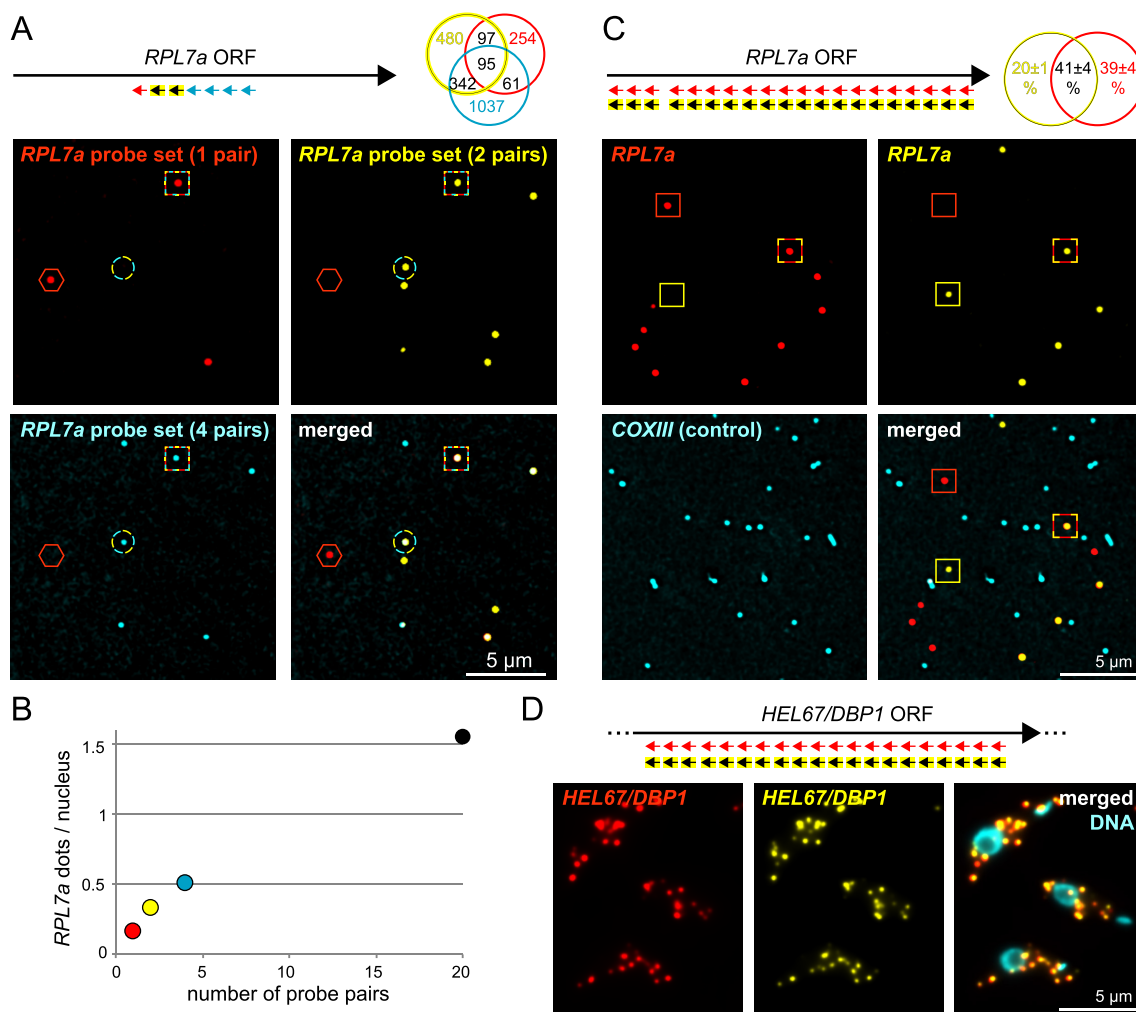 A
RPL7a ORF
480 97 254
95
342 61
1037
RPL7a probe set (1 pair)
RPL7a probe set (2 pairs)
RPL7a probe set (4 pairs)
merged
5 µm
B
RPL7a dots / nucleus
1.5
1
0.5
0
0 5 10 15 20
number of probe pairs
C
RPL7a ORF
20±1 41±4 39±4
% % %
RPL7a
RPL7a
COXIII (control)
merged
5 µm
D
HEL67/DBP1 ORF
HEL67/DBP1
HEL67/DBP1
merged
DNA
5 µm